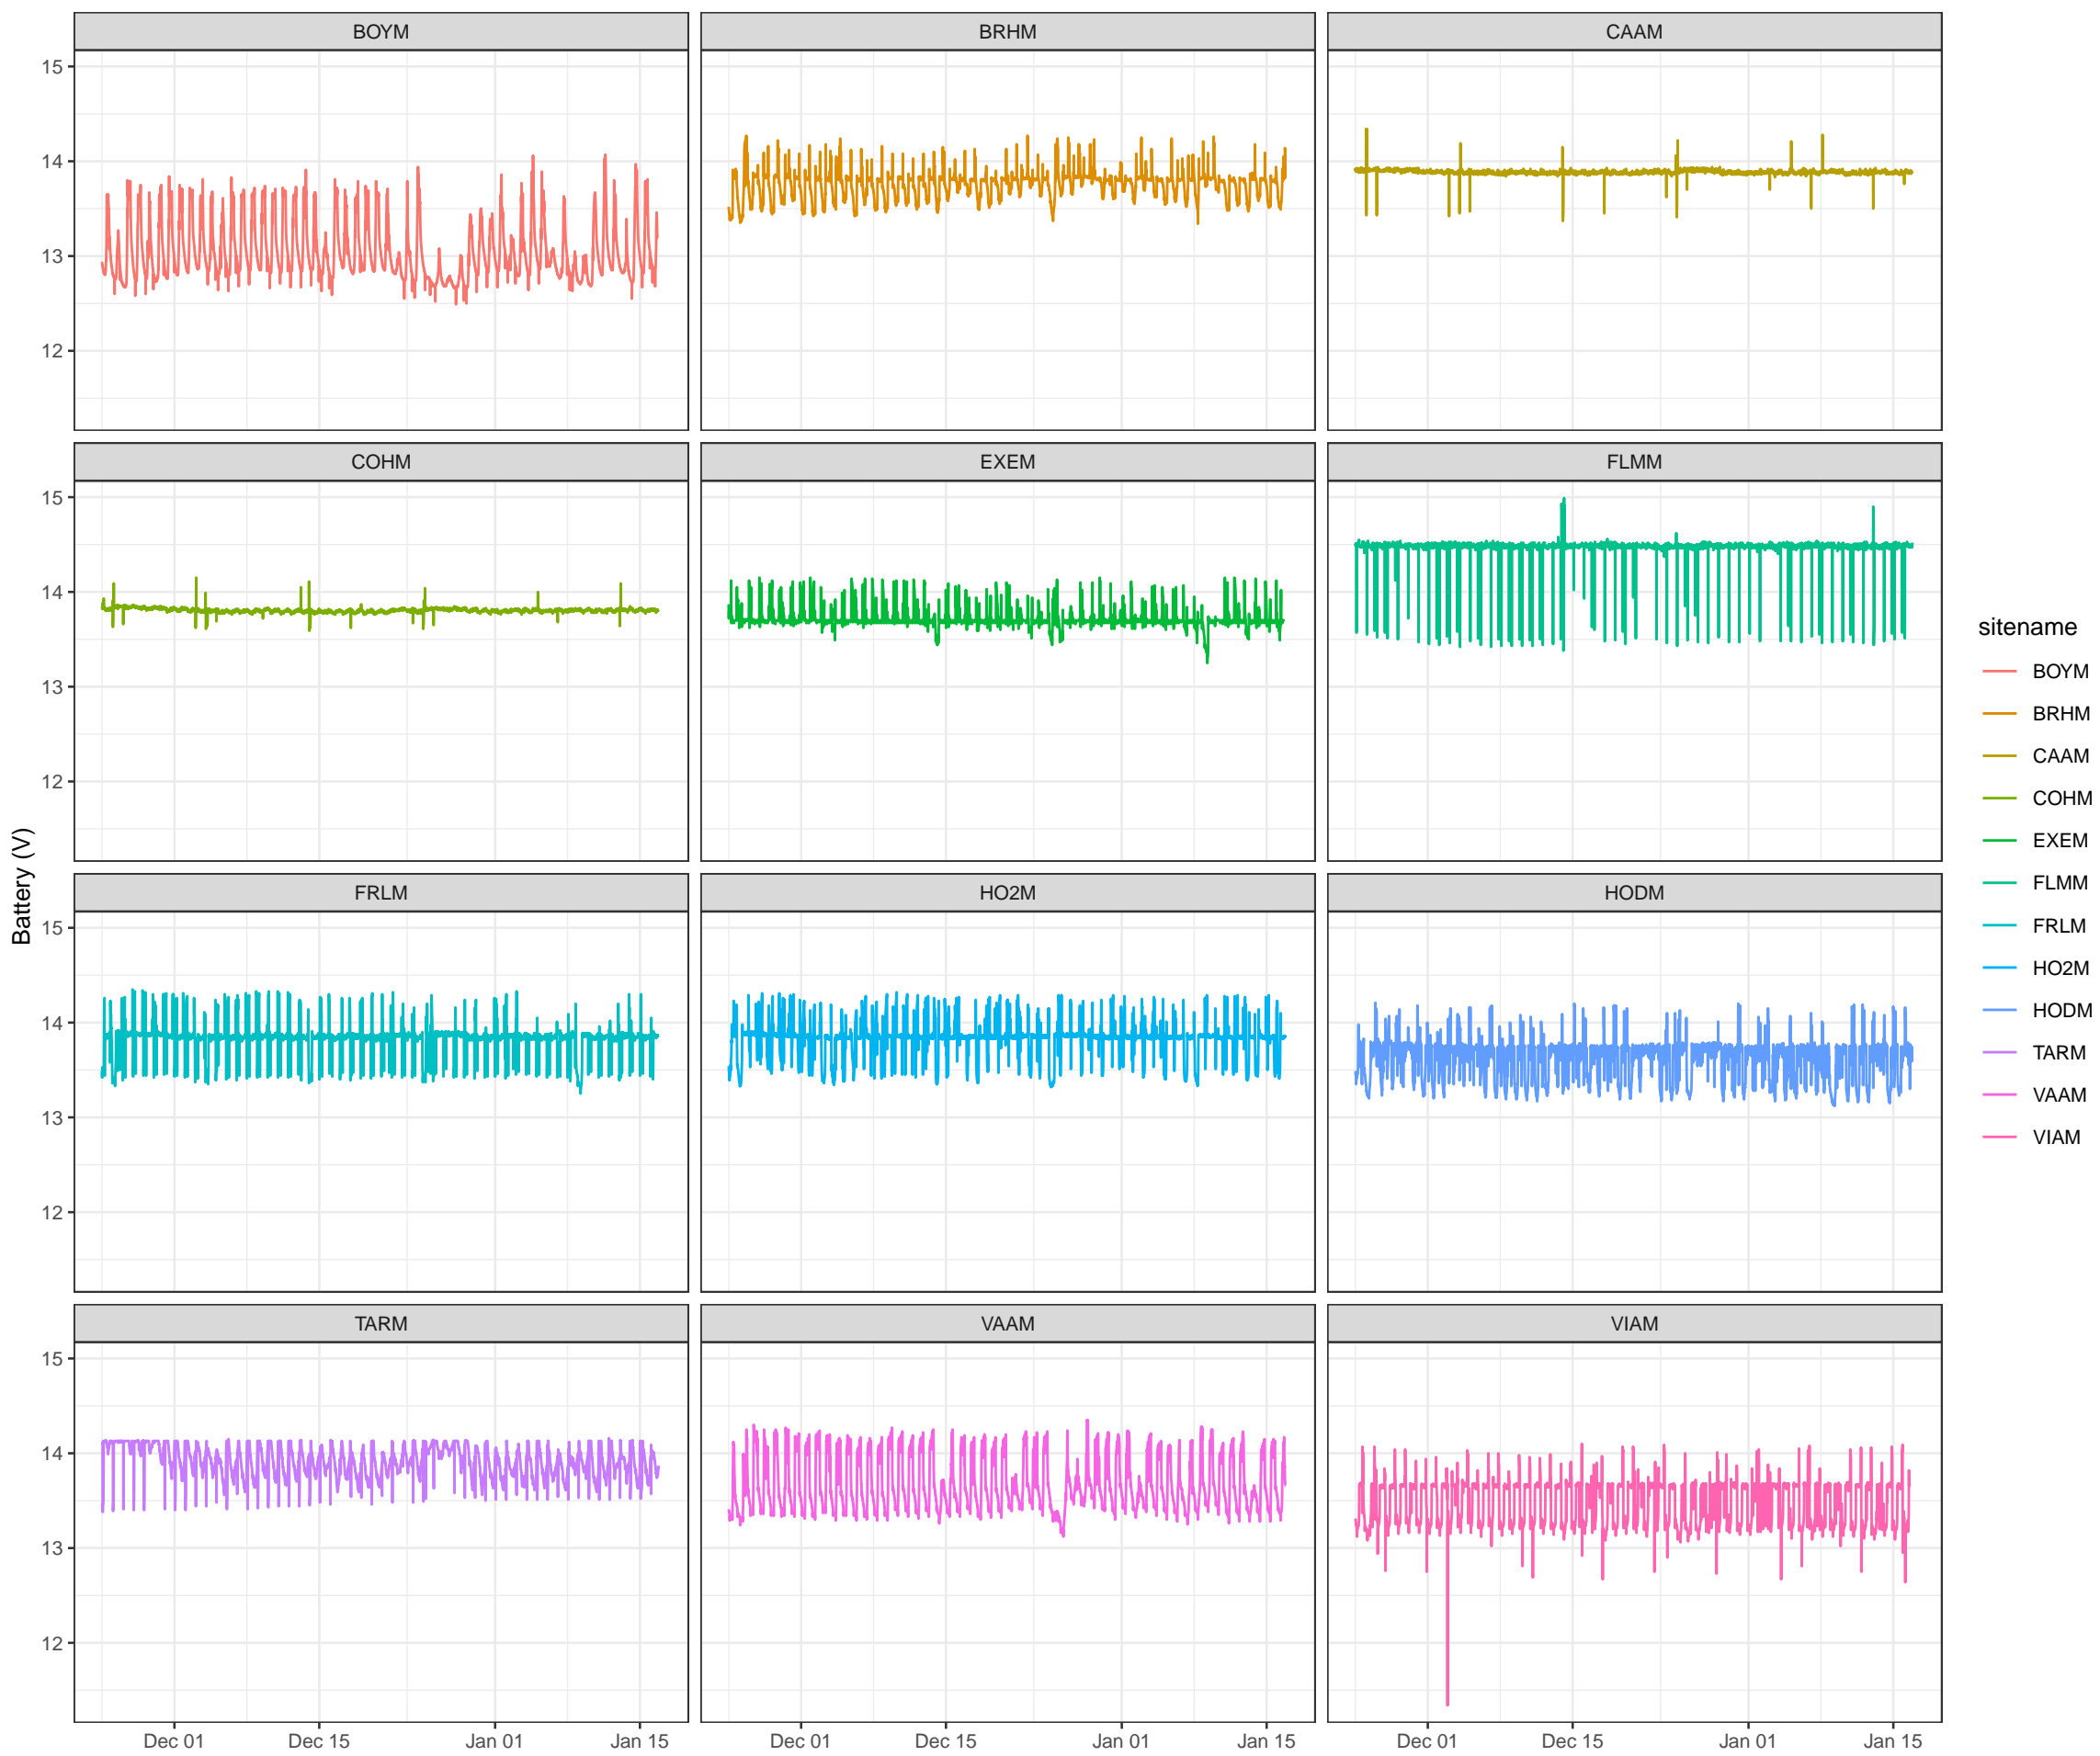 BOYM
BRHM
CAAM
15
14
13
12
COHM
EXEM
FLMM
15
14
13
12
FRLM
HO2M
HODM
15
14
13
12
TARM
VAAM
VIAM
15
14
13
12
Dec 01
Dec 15
Jan 01
Jan 15
Dec 01
Dec 15
Jan 01
Jan 15
Dec 01
Dec 15
Jan 01
Jan 15
Battery (V)
sitename
BOYM
BRHM
CAAM
COHM
EXEM
FLMM
FRLM
HO2M
HODM
TARM
VAAM
VIAM